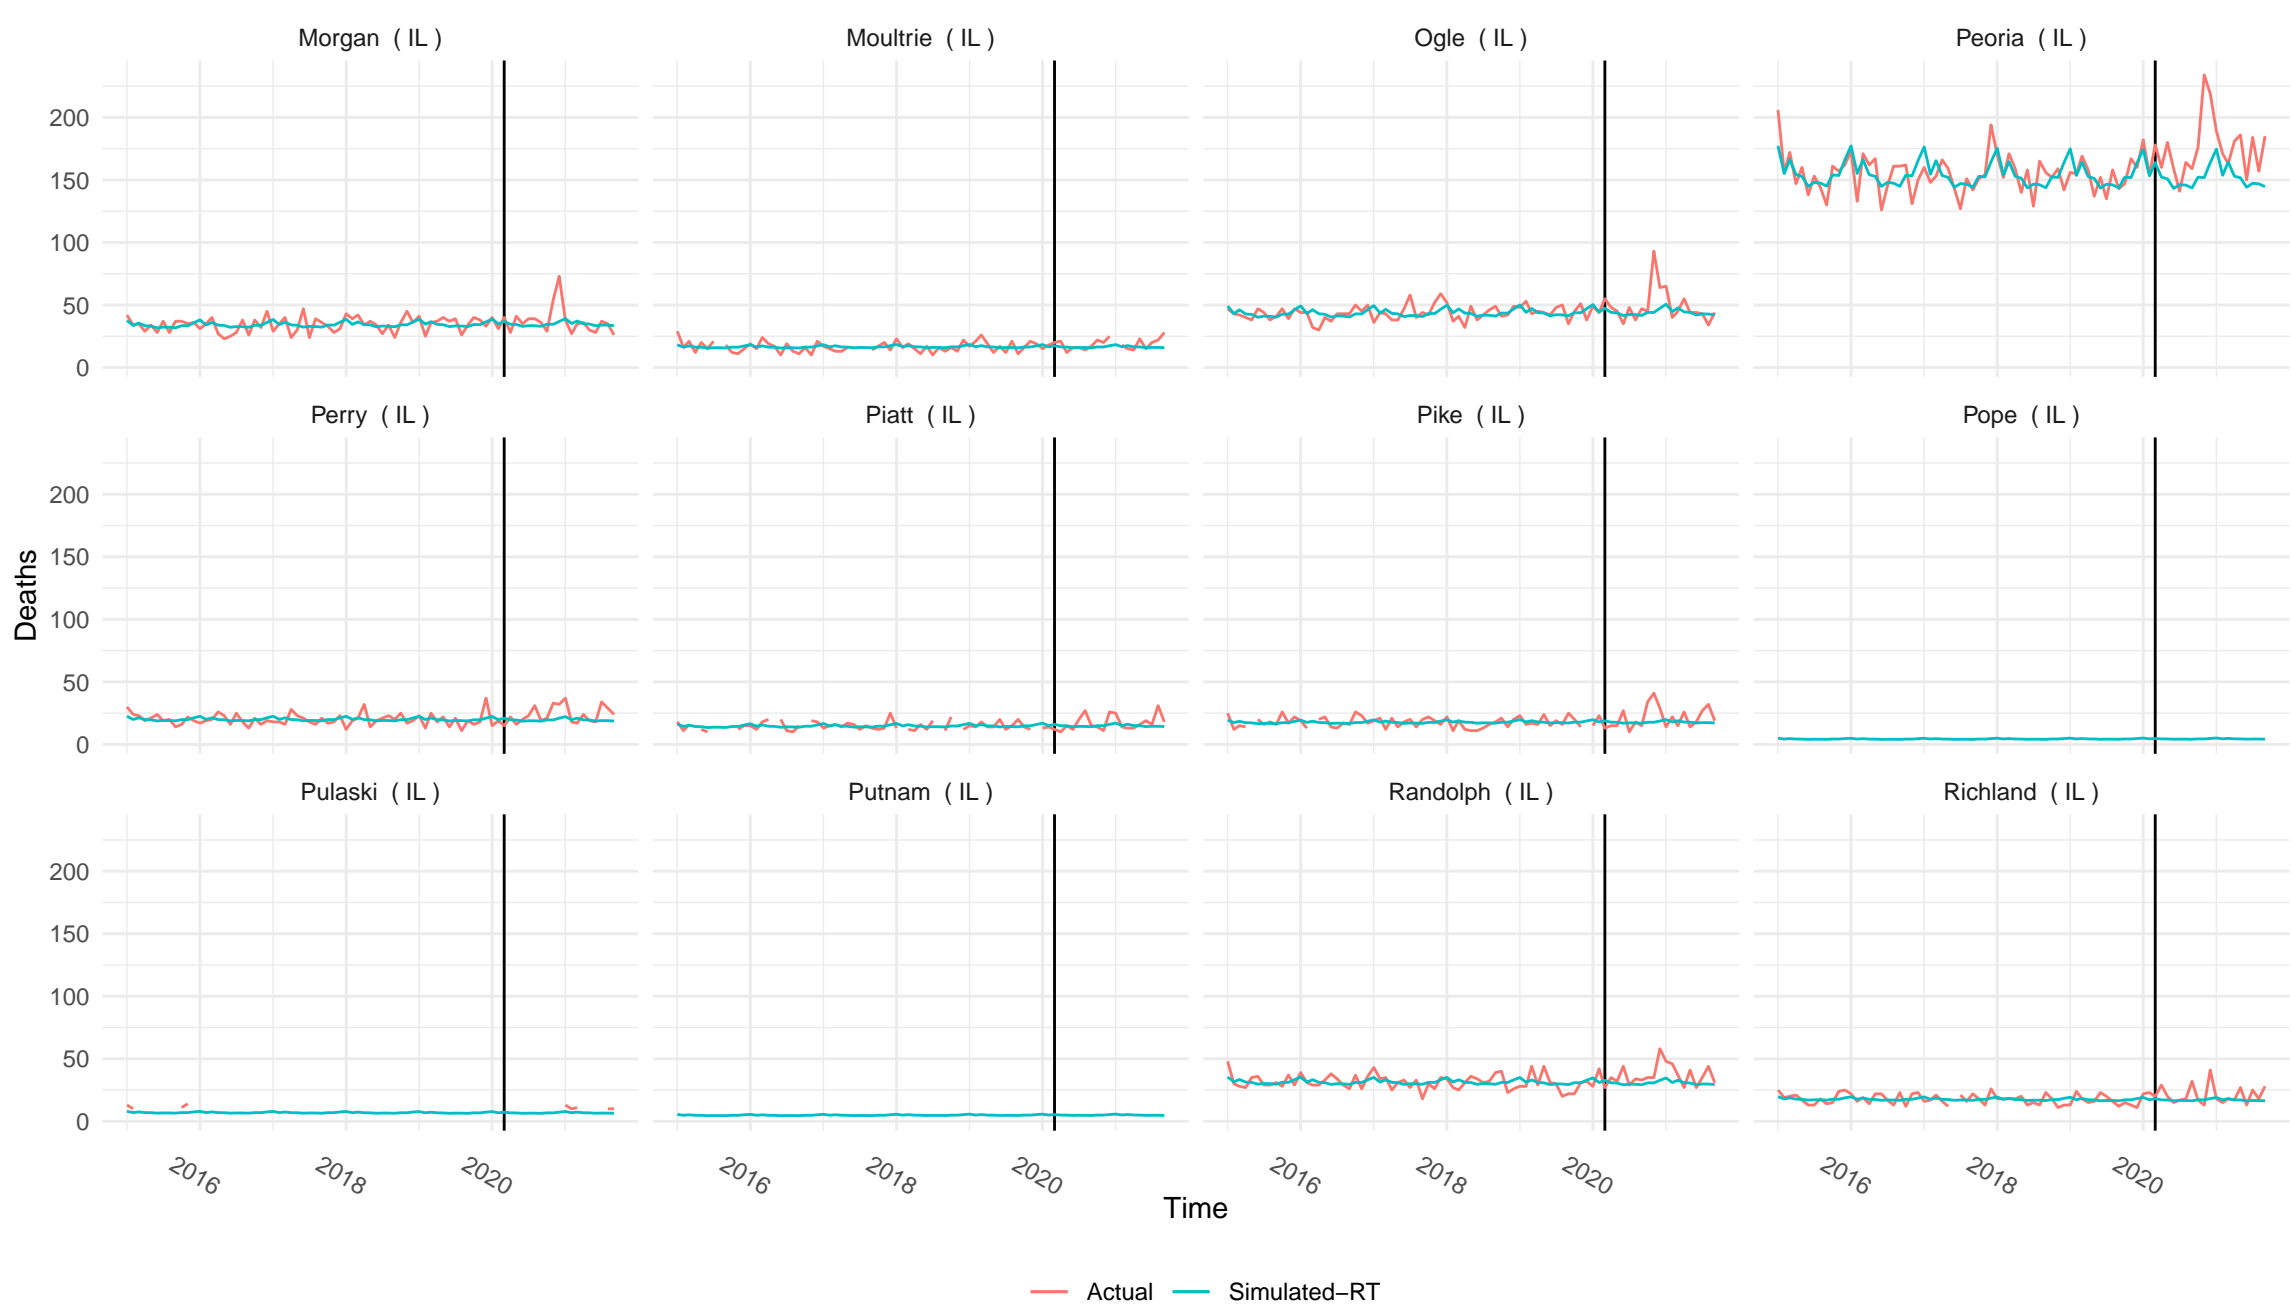 Morgan ( IL )
Moultrie ( IL )
Ogle ( IL )
Peoria ( IL )
200
150
100
50
0
Perry ( IL )
Piatt ( IL )
Pike ( IL )
Pope ( IL )
200
150
100
50
0
Deaths
Pulaski ( IL )
Putnam ( IL )
Randolph ( IL )
Richland ( IL )
200
150
100
50
0
2016 2018 2020
2016 2018 2020
2016 2018 2020
2016 2018 2020
Time
Actual Simulated−RT